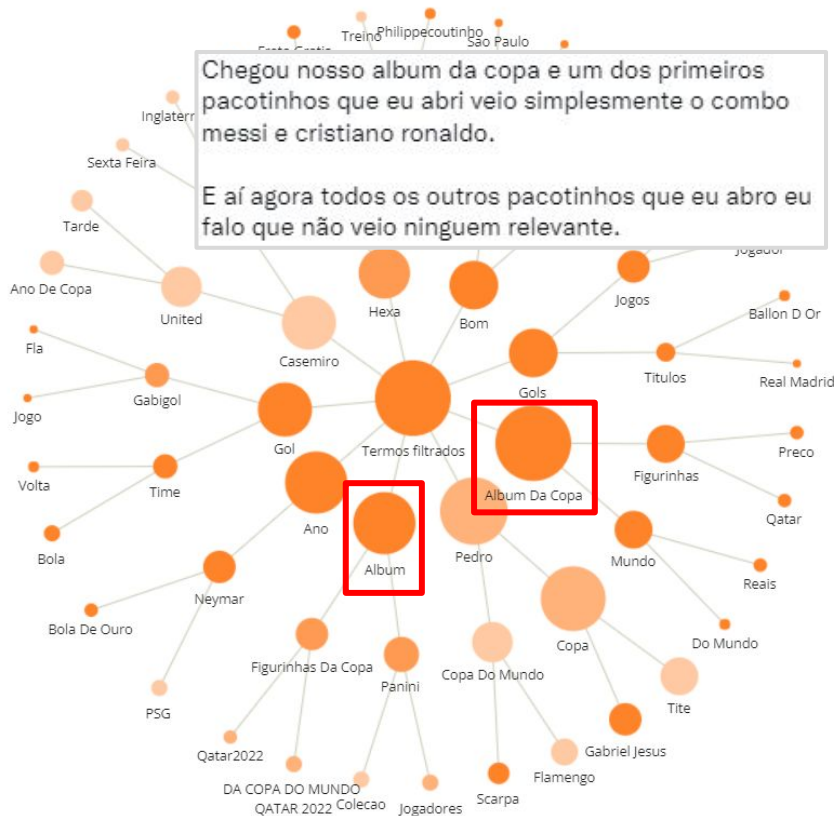 Treino
Philippecoutinho
Sao Paulo
Chegou nosso album da copa e um dos primeiros
pacotinhos que eu abri veio simplesmente o combo
messi e cristiano ronaldo.
E aí agora todos os outros pacotinhos que eu abro eu
falo que não veio ninguem relevante.
Sexta Feira
Tarde
Ano De Copa
United
Casemiro
Hexa
Bom
Jogos
Ballon D Or
Fla
Gabigol
Gols
Titulos
Real Madrid
Jogo
Gol
Termos filtrados
Preco
Volta
Time
Album Da Copa
Figurinhas
Qatar
Bola
Ano
Album
Pedro
Mundo
Reais
Bola De Ouro
Neymar
Do Mundo
Figurinhas Da Copa
Panini
Copa Do Mundo
Copa
Tite
PSG
Qatar2022
Gabriel Jesus
Flamengo
DA COPA DO MUNDO
QATAR 2022
Colecao
Jogadores
Scarpa